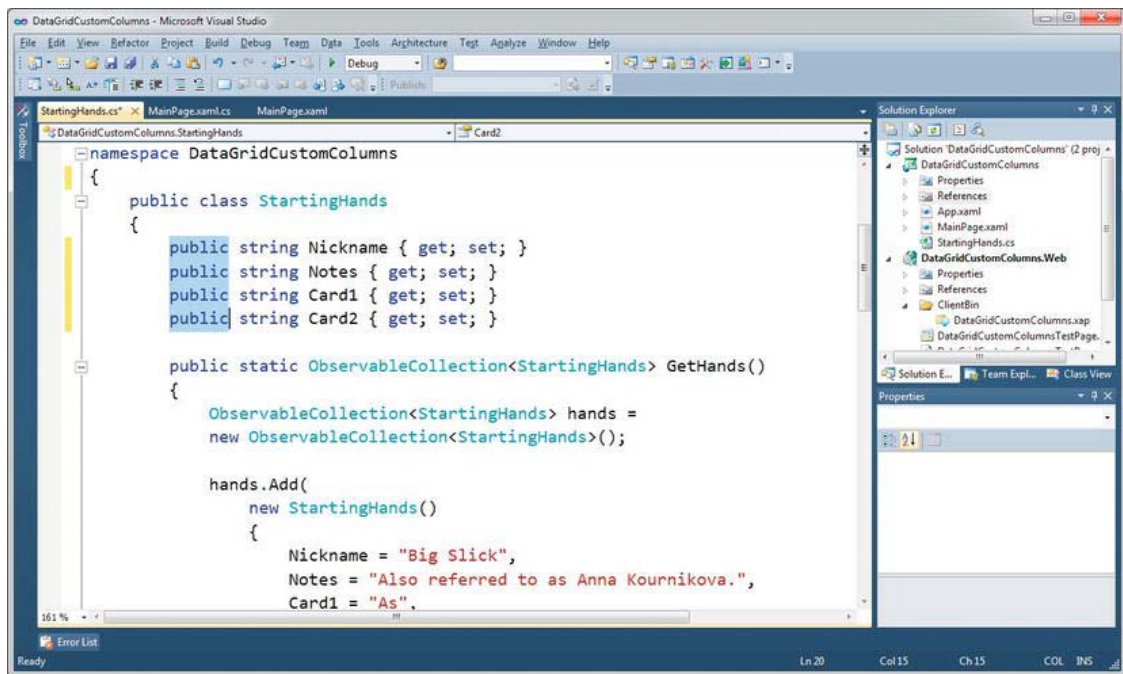 DataGridCustomColumns - Microsoft Visual Studio
File Edit View Refactor Project Build Debug Team Data Tools Architecture Test Analyze Window Help
Debug
Publish:
StartingHands.cs* MainPage.xaml.cs MainPage.xaml
Toolbox
DataGridCustomColumns.StartingHands Card2
namespace DataGridCustomColumns
{
public class StartingHands
{
public string Nickname { get; set; }
public string Notes { get; set; }
public string Card1 { get; set; }
public string Card2 { get; set; }
public static ObservableCollection<StartingHands> GetHands()
{
ObservableCollection<StartingHands> hands =
new ObservableCollection<StartingHands>();
hands.Add(
new StartingHands()
{
Nickname = "Big Slick",
Notes = "Also referred to as Anna Kournikova.",
Card1 = "As",
161 %
Solution Explorer
Solution 'DataGridCustomColumns' (2 proj
DataGridCustomColumns
Properties
References
App.xaml
MainPage.xaml
StartingHands.cs
DataGridCustomColumns.Web
Properties
References
ClientBin
DataGridCustomColumns.xap
DataGridCustomColumnsTestPage.
Solution E... Team Expl... Class View
Properties
Error List
Ready Ln 20 Col 15 Ch 15 COL INS